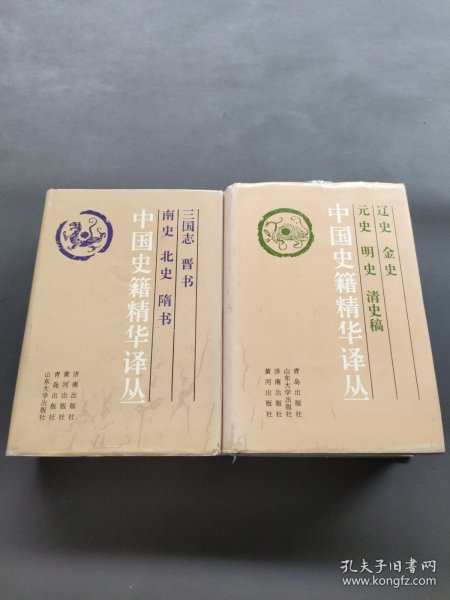 三国志 晋书
南史 北史 隋书
中国史籍精华译丛
济南出版社
黄河出版社
青岛出版社
山东大学出版社
辽史 金史
元史 明史 清史稿
中国史籍精华译丛
青岛出版社
山东大学出版社
济南出版社
黄河出版社
孔夫子旧书网
www.kongfz.com